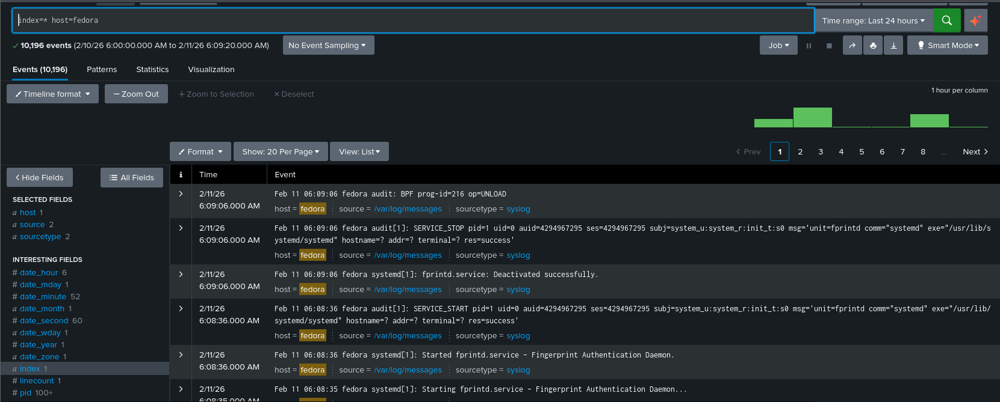 index=* host=fedora
Time range: Last 24 hours
10,196 events (2/10/26 6:00:00.000 AM to 2/11/26 6:09:20.000 AM)
No Event Sampling
Job
Smart Mode
Events (10,196)
Patterns
Statistics
Visualization
Timeline format
Zoom Out
+ Zoom to Selection
× Deselect
1 hour per column
Format
Show: 20 Per Page
View: List
< Prev
1
2
3
4
5
6
7
8
...
Next >
Hide Fields
All Fields
i
Time
Event
SELECTED FIELDS
a host 1
a source 2
a sourcetype 2
INTERESTING FIELDS
# date_hour 6
# date_mday 1
# date_minute 52
a date_month 1
# date_second 60
a date_wday 1
# date_year 1
a date_zone 1
a index 1
# linecount 1
# pid 100+
2/11/26
6:09:06.000 AM
Feb 11 06:09:06 fedora audit: BPF prog-id=216 op=UNLOAD
host = fedora source = /var/log/messages sourcetype = syslog
2/11/26
6:09:06.000 AM
Feb 11 06:09:06 fedora audit[1]: SERVICE_STOP pid=1 uid=0 auid=4294967295 ses=4294967295 subj=system_u:system_r:init_t:s0 msg='unit=fprintd comm="systemd" exe="/usr/lib/s
ystemd/systemd" hostname=? addr=? terminal=? res=success'
host = fedora source = /var/log/messages sourcetype = syslog
2/11/26
6:09:06.000 AM
Feb 11 06:09:06 fedora systemd[1]: fprintd.service: Deactivated successfully.
host = fedora source = /var/log/messages sourcetype = syslog
2/11/26
6:08:36.000 AM
Feb 11 06:08:36 fedora audit[1]: SERVICE_START pid=1 uid=0 auid=4294967295 ses=4294967295 subj=system_u:system_r:init_t:s0 msg='unit=fprintd comm="systemd" exe="/usr/lib/
systemd/systemd" hostname=? addr=? terminal=? res=success'
host = fedora source = /var/log/messages sourcetype = syslog
2/11/26
6:08:36.000 AM
Feb 11 06:08:36 fedora systemd[1]: Started fprintd.service - Fingerprint Authentication Daemon.
host = fedora source = /var/log/messages sourcetype = syslog
2/11/26
6:08:35.000 AM
Feb 11 06:08:35 fedora systemd[1]: Starting fprintd.service - Fingerprint Authentication Daemon...